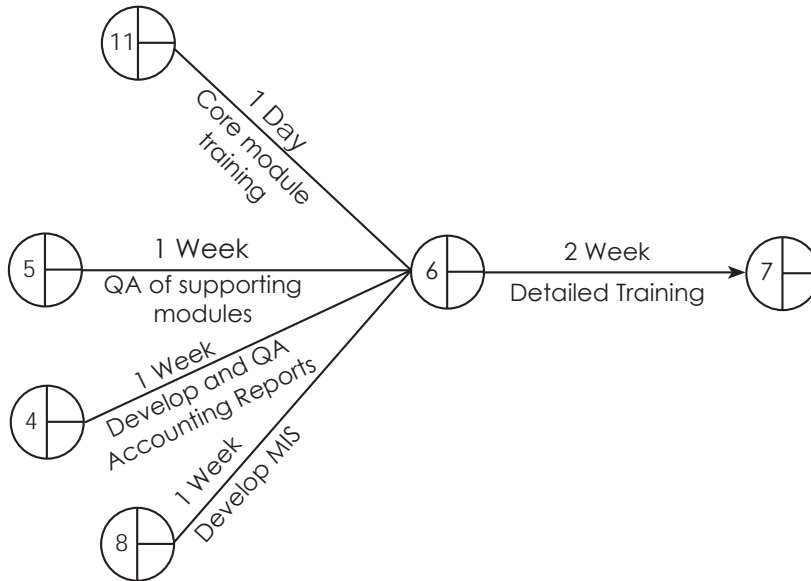 11
1 Day
Core module
training
5
1 Week
QA of supporting
modules
6
2 Week
Detailed Training
7
4
1 Week
Develop and QA
Accounting Reports
8
1 Week
Develop MIS